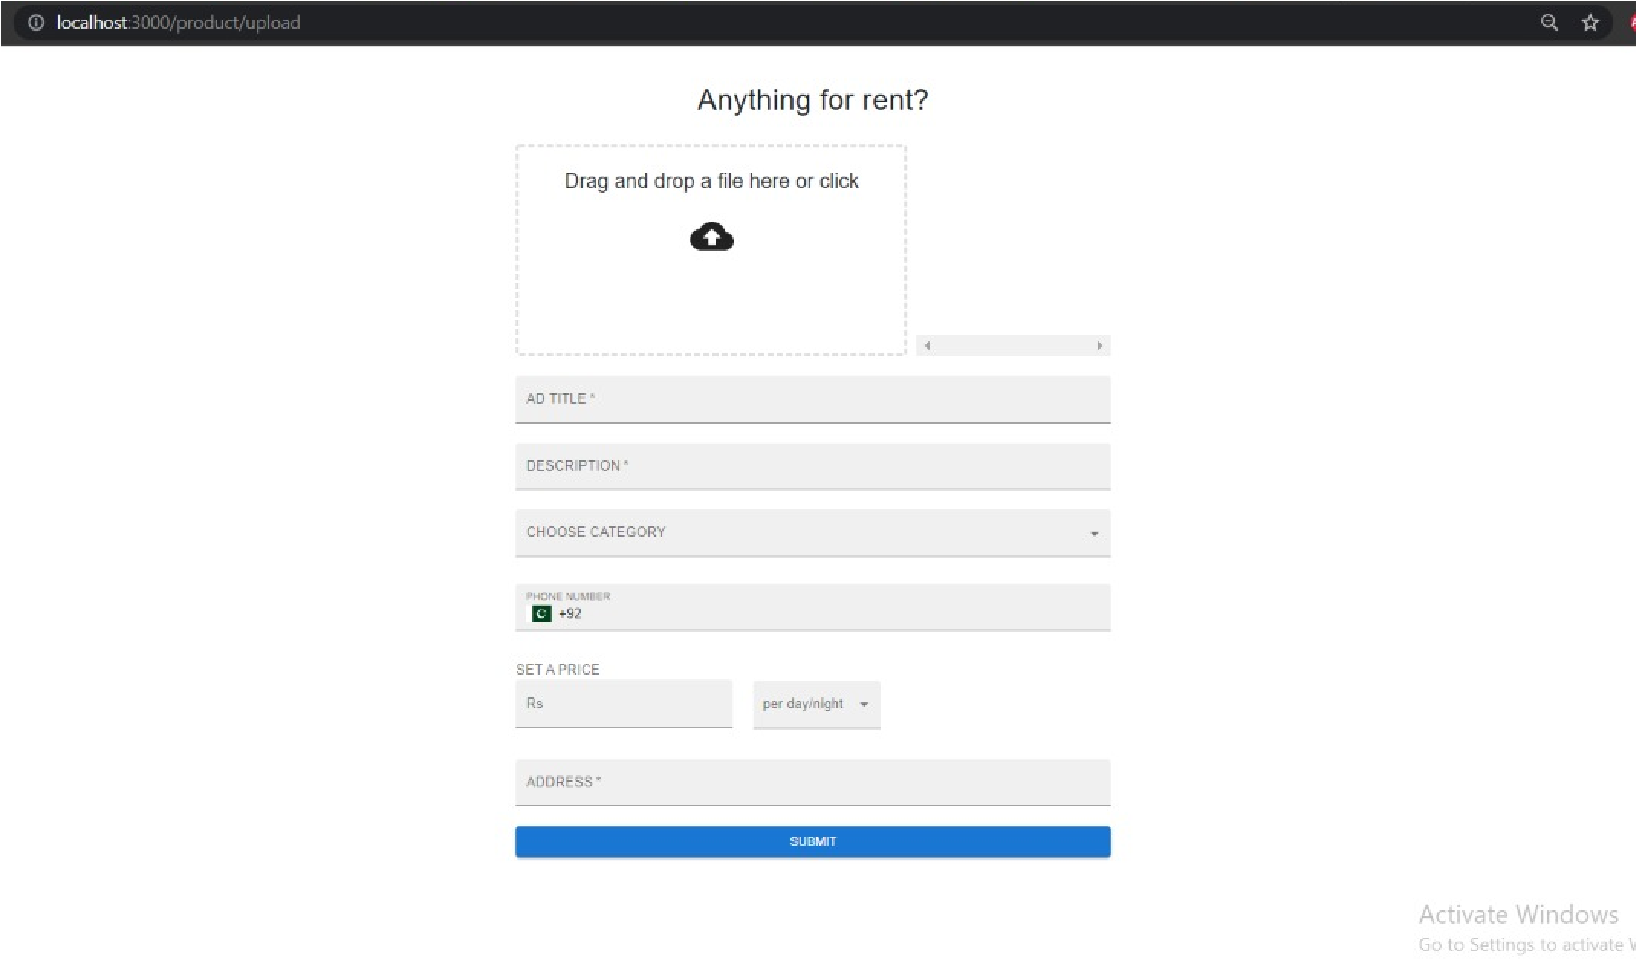 localhost:3000/product/upload
Anything for rent?
Drag and drop a file here or click
AD TITLE *
DESCRIPTION *
CHOOSE CATEGORY
PHONE NUMBER
+92
SET A PRICE
Rs
per day/night
ADDRESS *
SUBMIT
Activate Windows
Go to Settings to activate